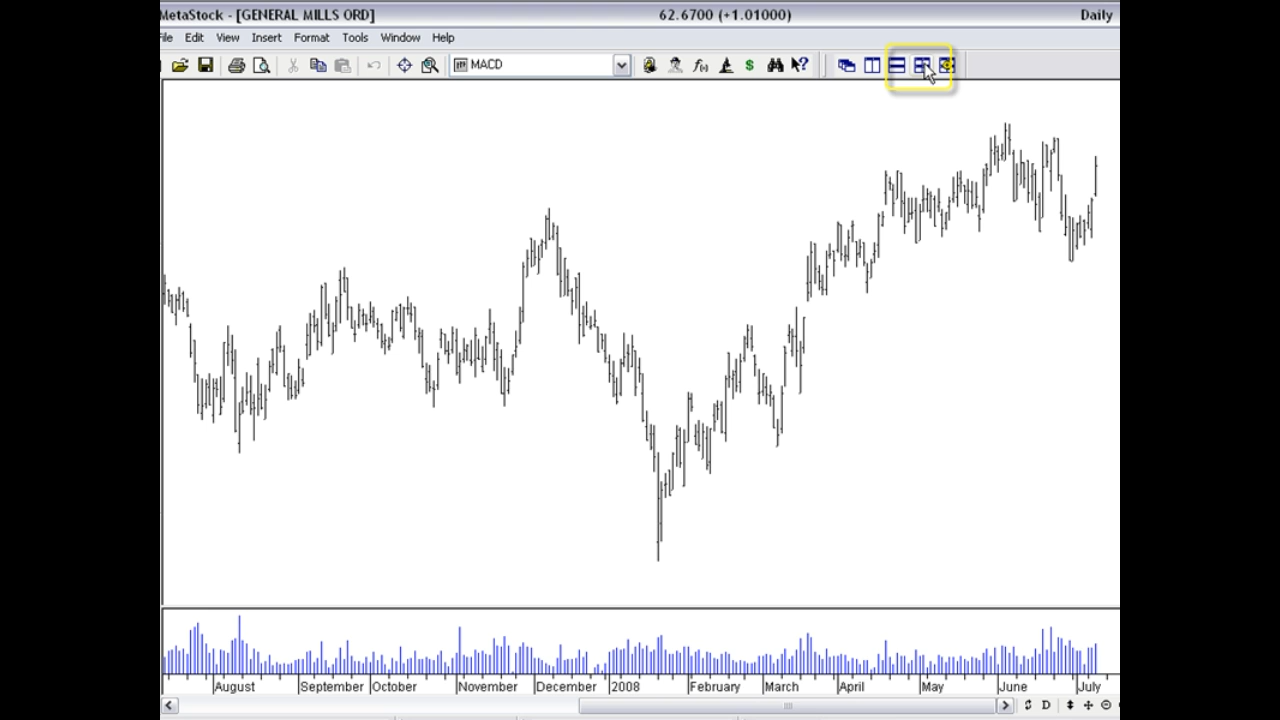 MetaStock - [GENERAL MILLS ORD] 62.6700 (+1.01000) Daily
File Edit View Insert Format Tools Window Help
MACD
August September October November December 2008 February March April May June July
D